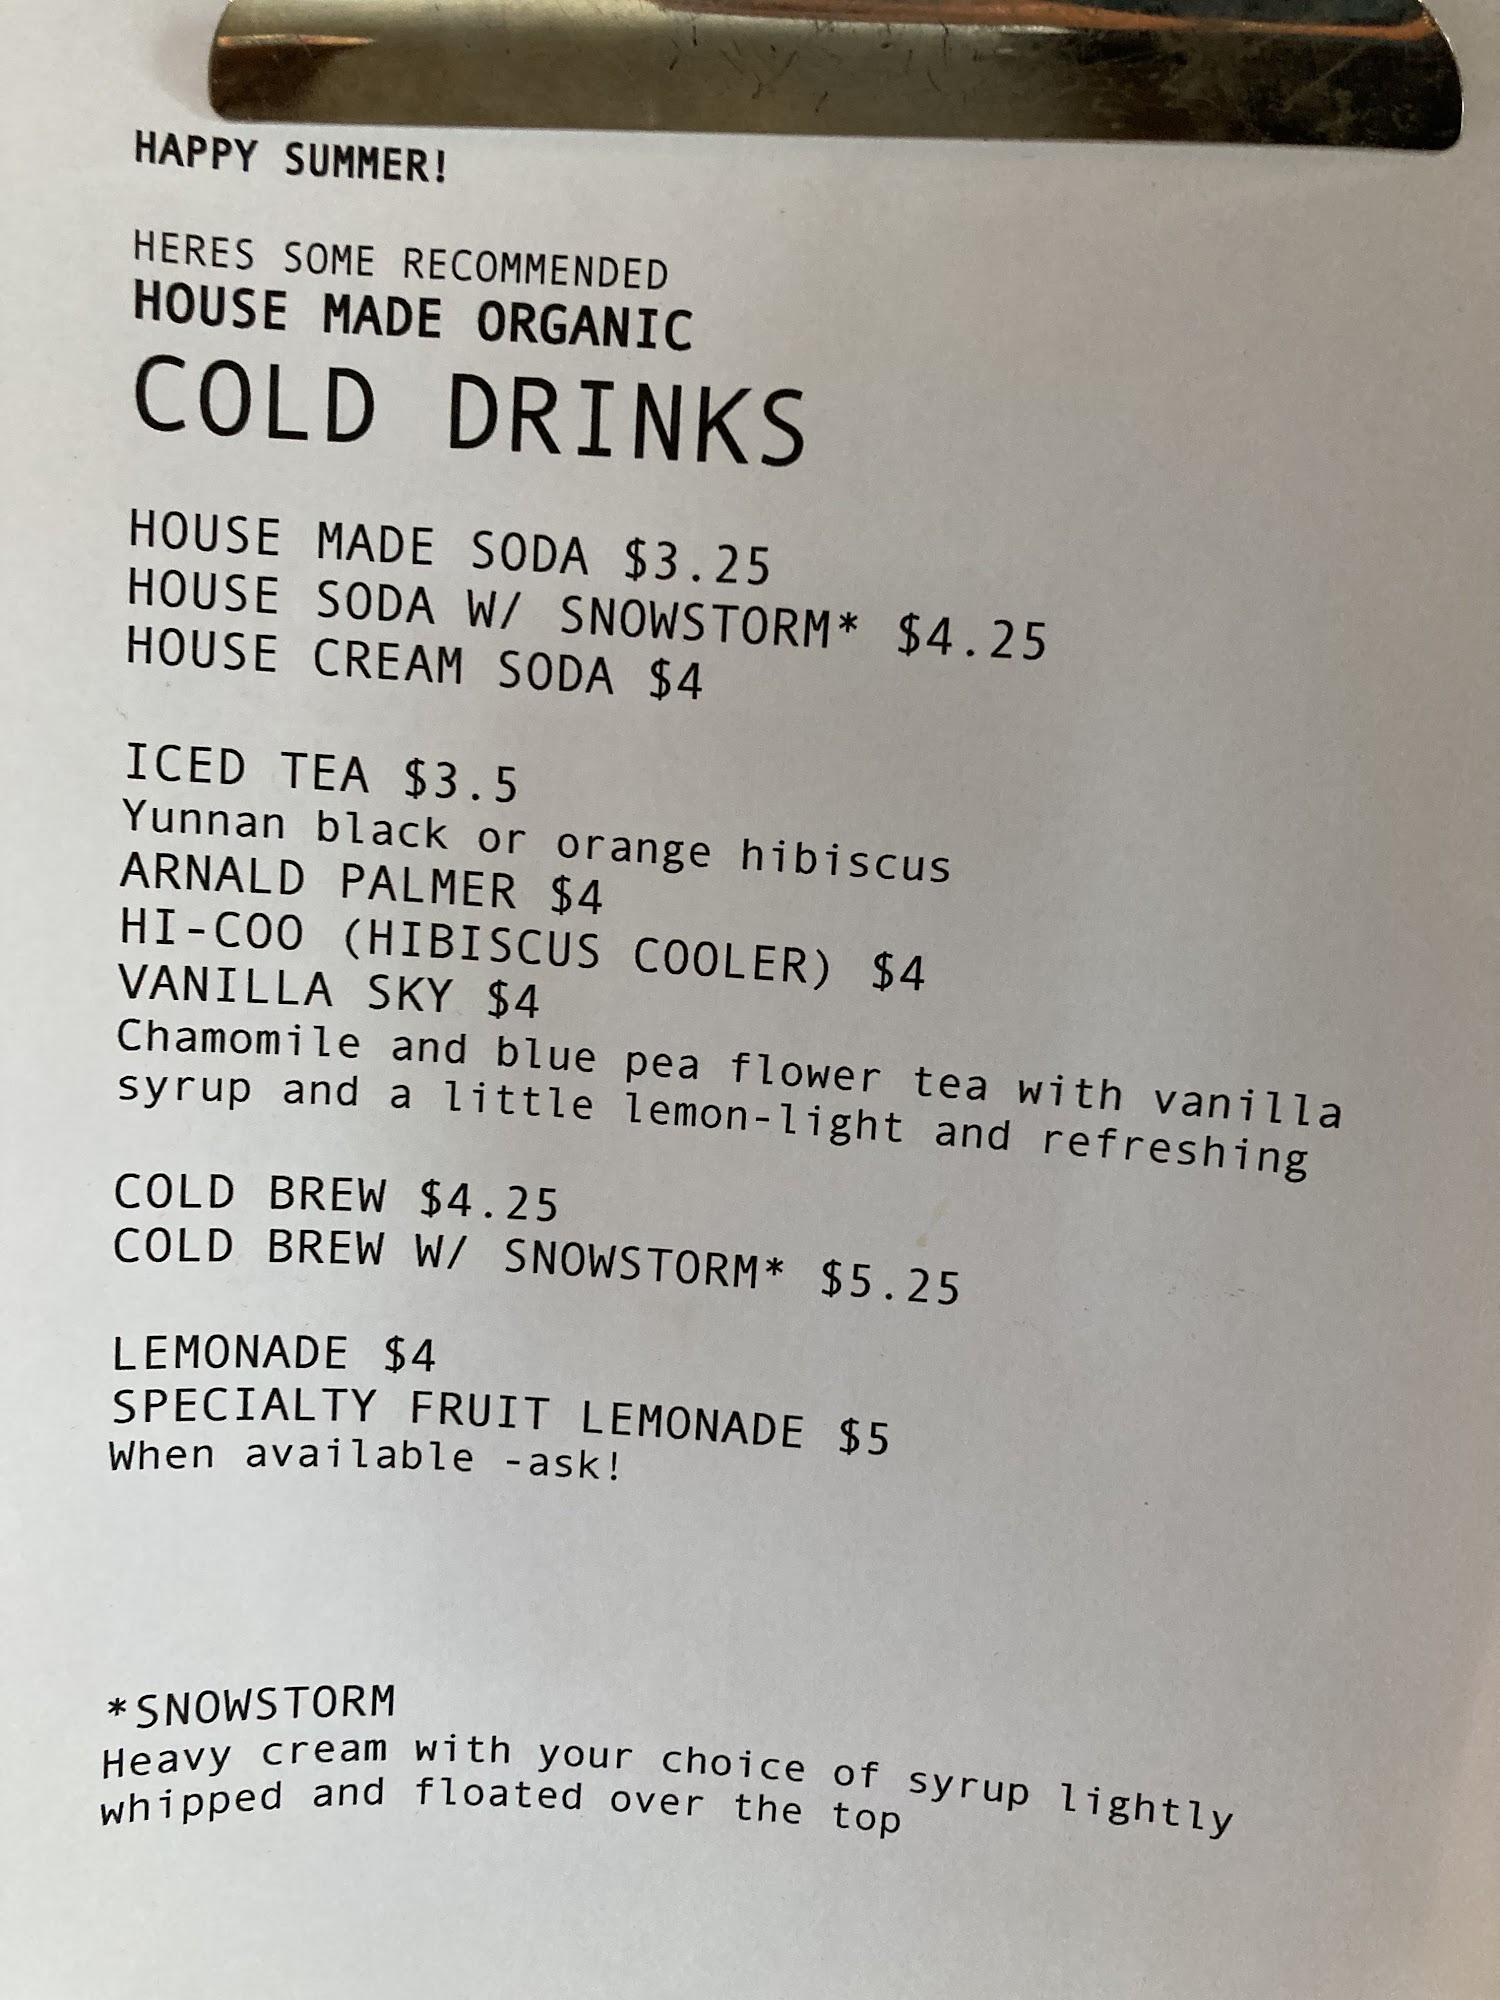 HAPPY SUMMER!
HERES SOME RECOMMENDED
HOUSE MADE ORGANIC
COLD DRINKS
HOUSE MADE SODA $3.25
HOUSE SODA W/ SNOWSTORM* $4.25
HOUSE CREAM SODA $4
ICED TEA $3.5
Yunnan black or orange hibiscus
ARNALD PALMER $4
HI-COO (HIBISCUS COOLER) $4
VANILLA SKY $4
Chamomile and blue pea flower tea with vanilla
syrup and a little lemon-light and refreshing
COLD BREW $4.25
COLD BREW W/ SNOWSTORM* $5.25
LEMONADE $4
SPECIALTY FRUIT LEMONADE $5
When available -ask!
*SNOWSTORM
Heavy cream with your choice of syrup lightly
whipped and floated over the top